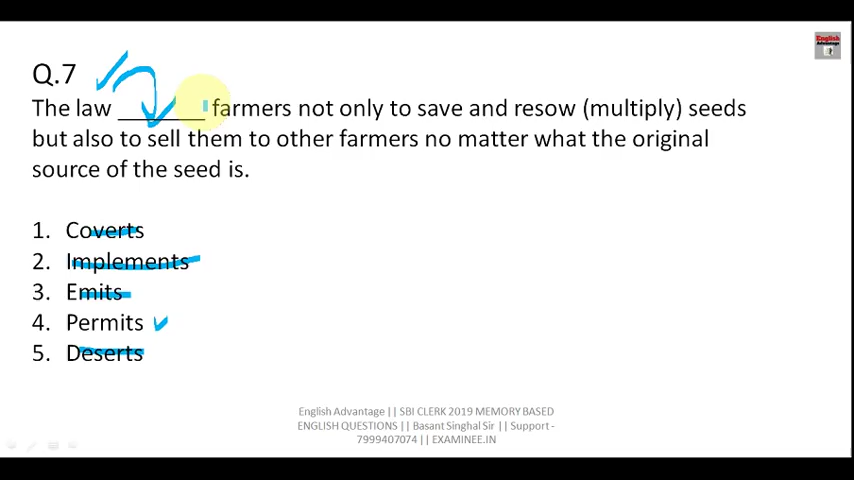 English
Advantage
Q.7
The law ________ farmers not only to save and resow (multiply) seeds
but also to sell them to other farmers no matter what the original
source of the seed is.
1. Coverts
2. Implements
3. Emits
4. Permits
5. Deserts
English Advantage || SBI CLERK 2019 MEMORY BASED
ENGLISH QUESTIONS || Basant Singhal Sir || Support -
7999407074 || EXAMINEE.IN